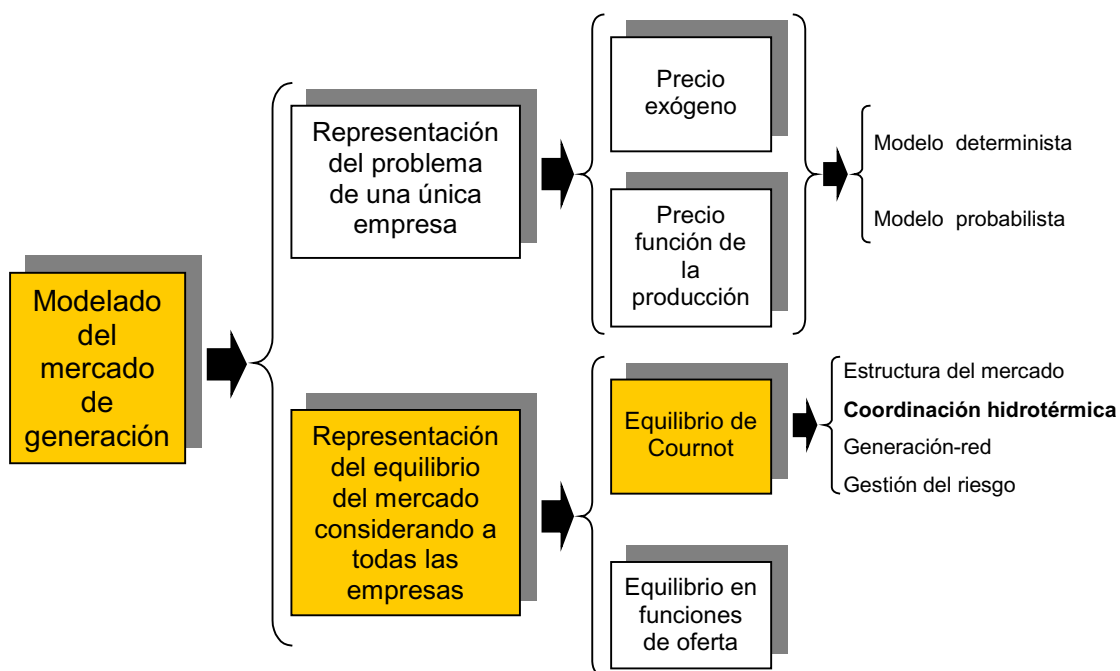 Modelado
del
mercado
de
generación
Representación
del problema
de una única
empresa
Precio
exógeno
Precio
función de
la
producción
Modelo determinista
Modelo probabilista
Representación
del equilibrio
del mercado
considerando a
todas las
empresas
Equilibrio de
Cournot
Estructura del mercado
Coordinación hidrotérmica
Generación-red
Gestión del riesgo
Equilibrio en
funciones
de oferta